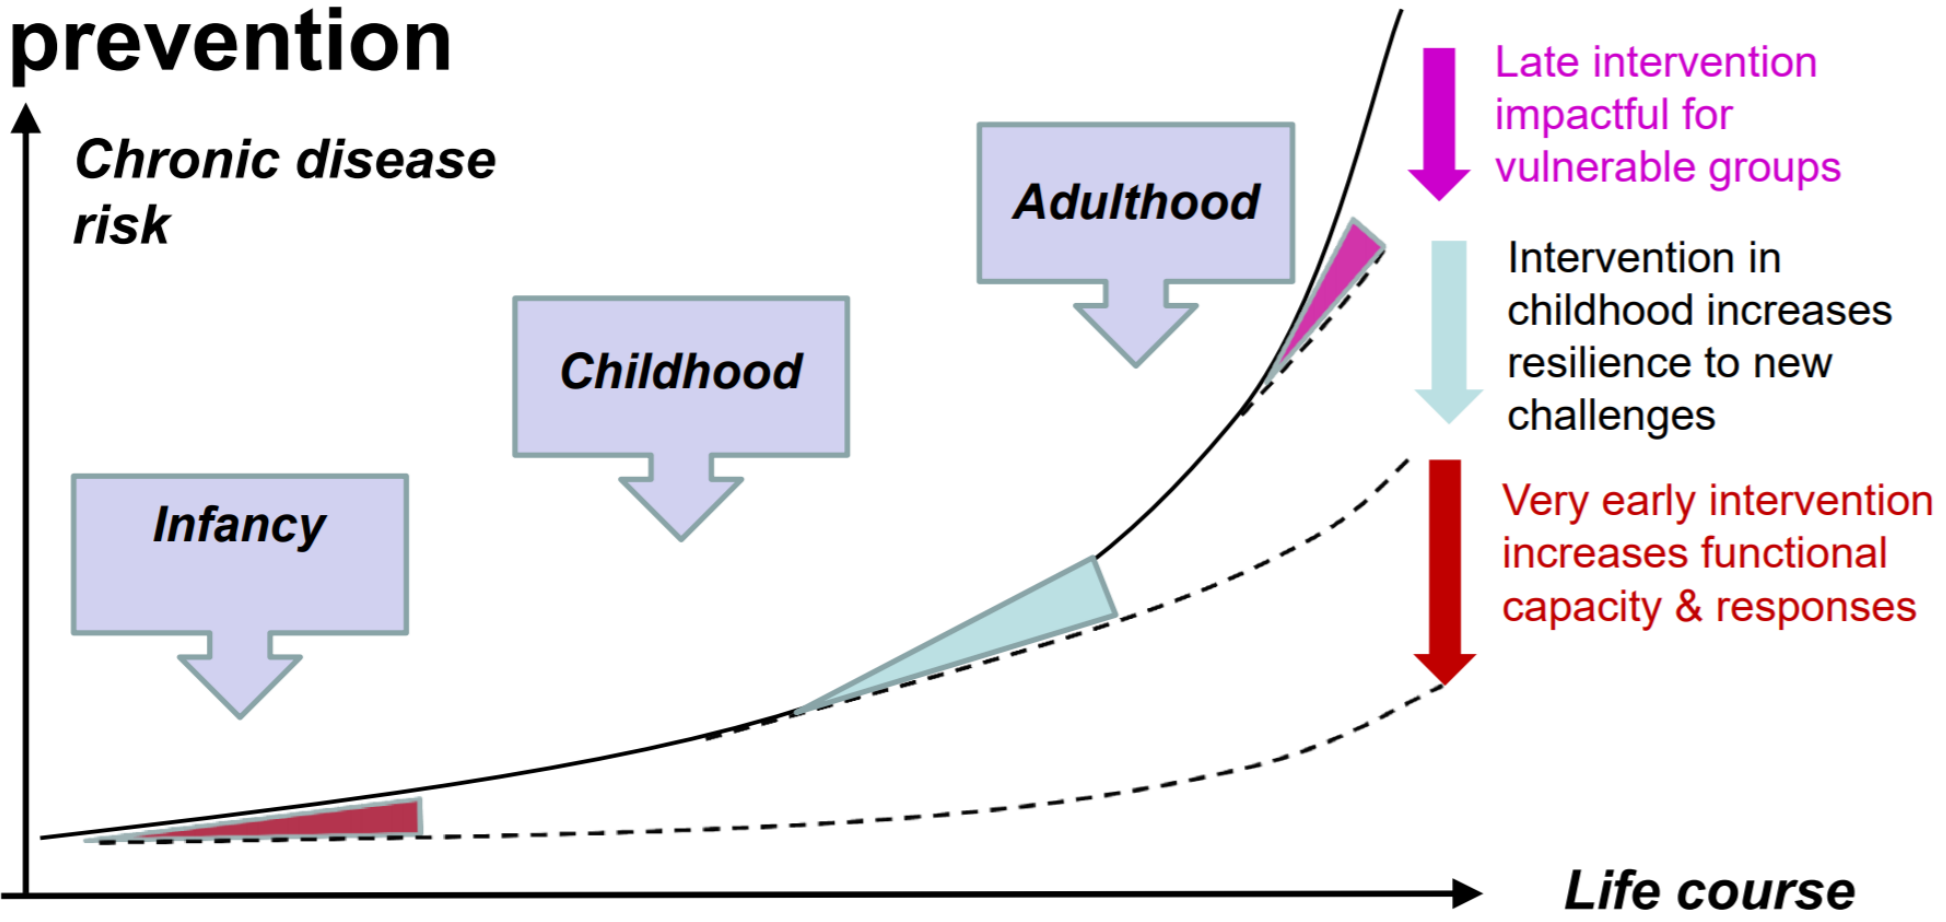 prevention
Chronic disease
risk
Infancy
Childhood
Adulthood
Late intervention
impactful for
vulnerable groups
Intervention in
childhood increases
resilience to new
challenges
Very early intervention
increases functional
capacity & responses
Life course